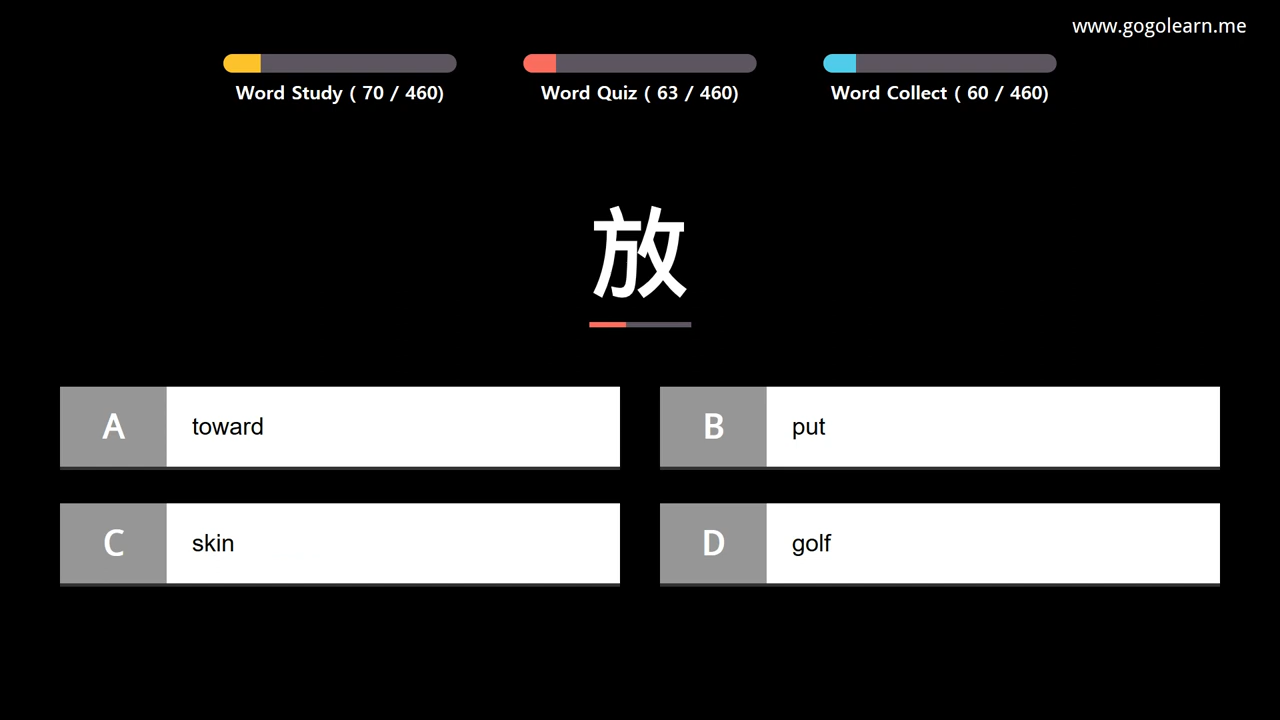 www.gogolearn.me
Word Study ( 70 / 460)
Word Quiz ( 63 / 460)
Word Collect ( 60 / 460)
放
A toward
B put
C skin
D golf